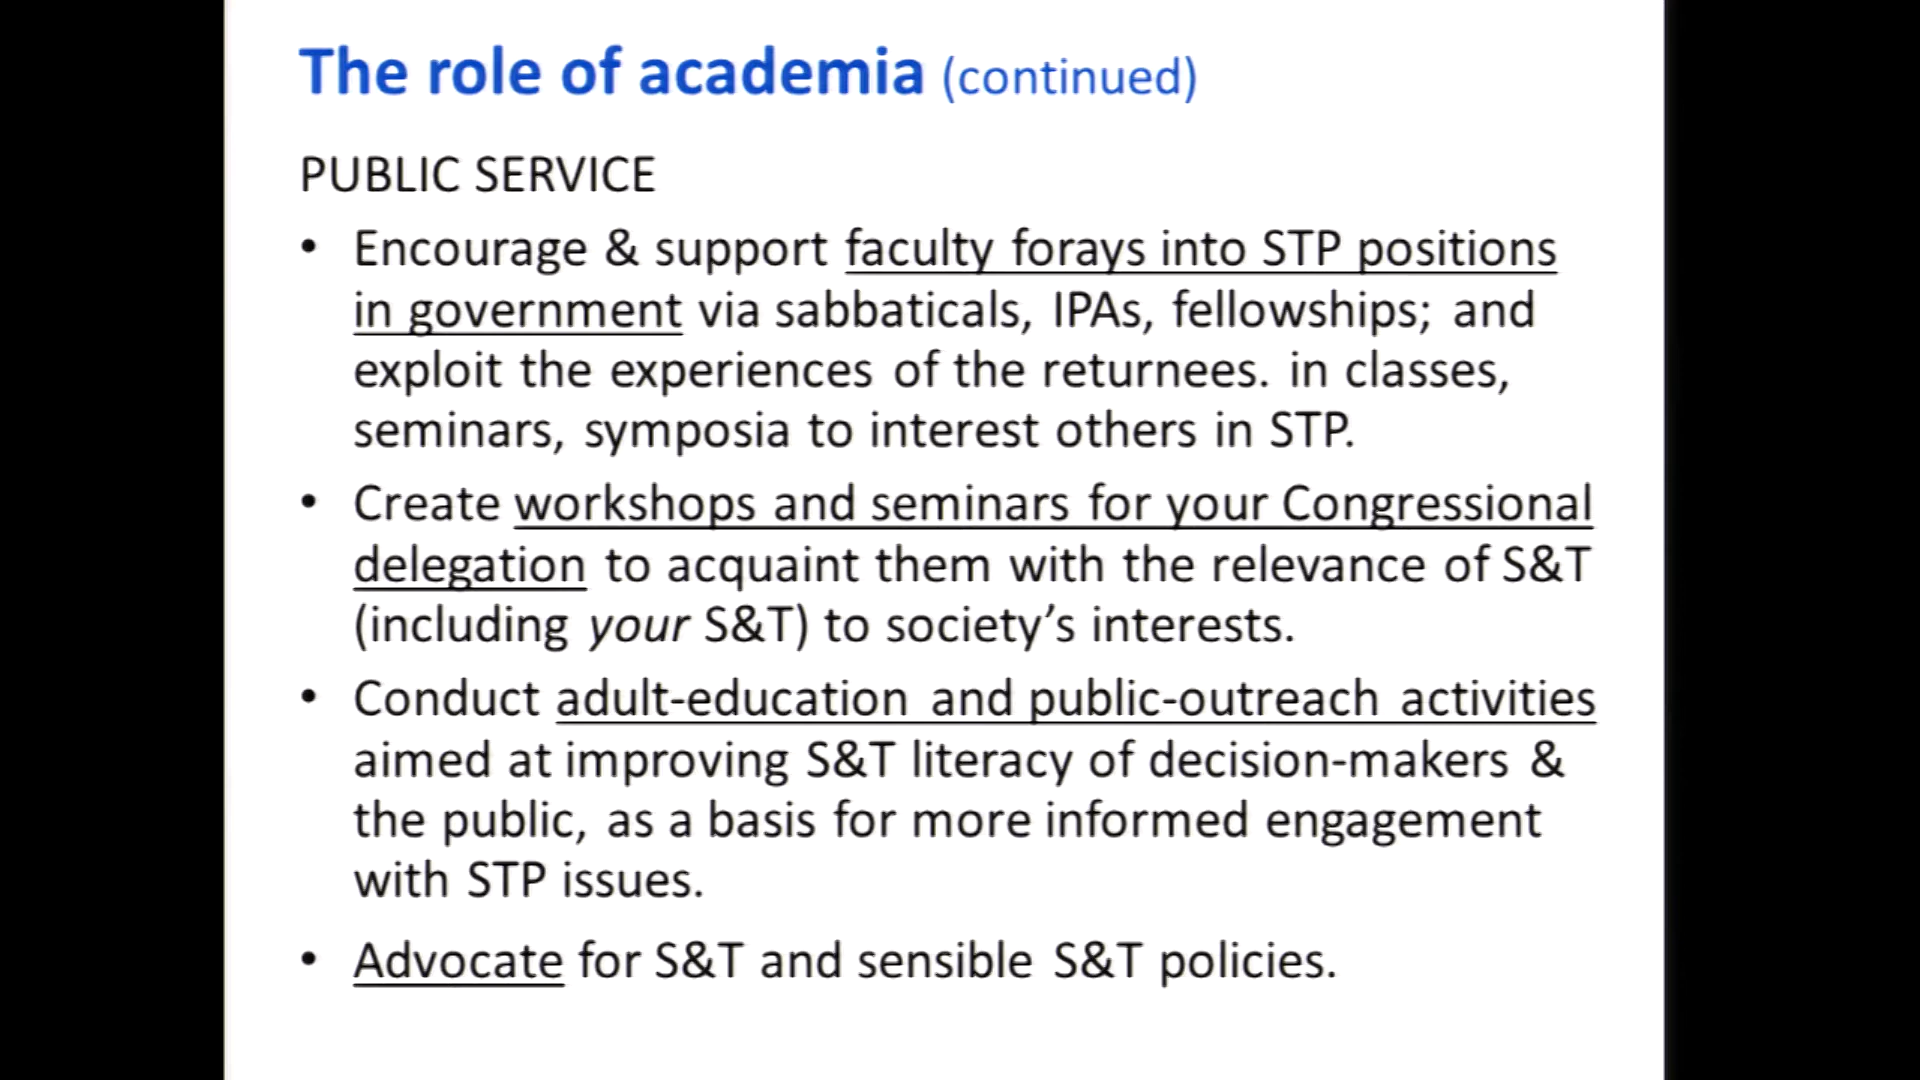 The role of academia (continued)
PUBLIC SERVICE
• Encourage & support faculty forays into STP positions
in government via sabbaticals, IPAs, fellowships; and
exploit the experiences of the returnees. in classes,
seminars, symposia to interest others in STP.
• Create workshops and seminars for your Congressional
delegation to acquaint them with the relevance of S&T
(including your S&T) to society’s interests.
• Conduct adult-education and public-outreach activities
aimed at improving S&T literacy of decision-makers &
the public, as a basis for more informed engagement
with STP issues.
• Advocate for S&T and sensible S&T policies.